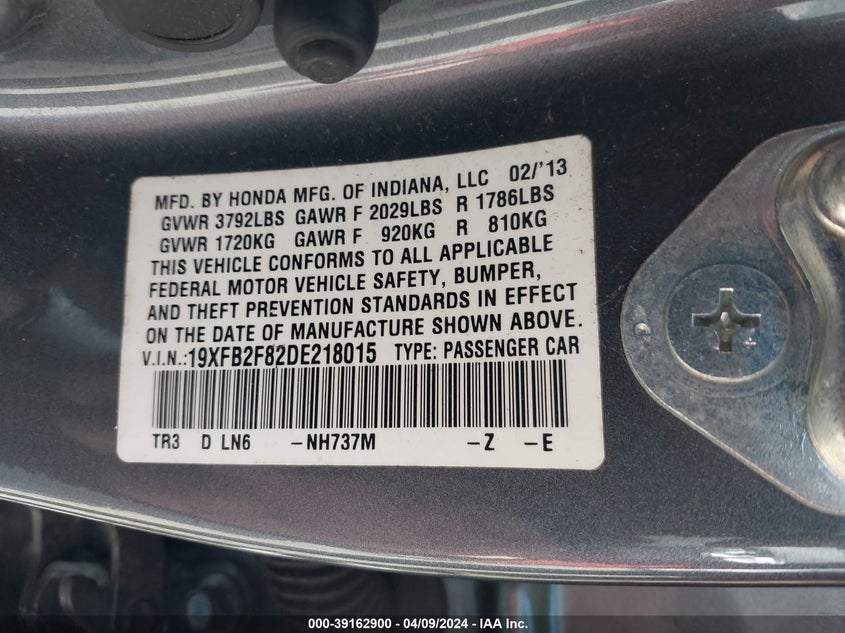 MFD. BY HONDA MFG. OF INDIANA, LLC 02/'13
GVWR 3792LBS GAWR F 2029LBS R 1786LBS
GVWR 1720KG GAWR F 920KG R 810KG
THIS VEHICLE CONFORMS TO ALL APPLICABLE
FEDERAL MOTOR VEHICLE SAFETY, BUMPER,
AND THEFT PREVENTION STANDARDS IN EFFECT
ON THE DATE OF MANUFACTURE SHOWN ABOVE.
V.I.N.:19XFB2F82DE218015 TYPE: PASSENGER CAR
TR3 D LN6 -NH737M -Z -E
000-39162900 - 04/09/2024 - IAA Inc.